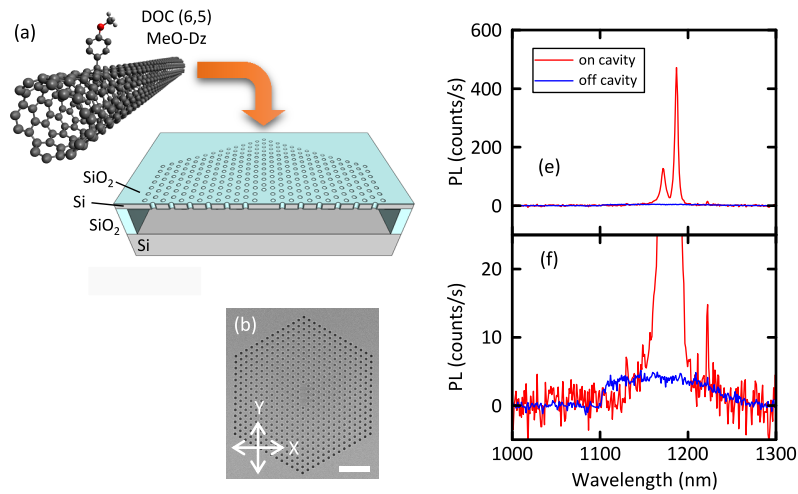 (a)
DOC (6,5)
MeO-Dz
SiO₂
Si
SiO₂
Si
(b)
Y
X
600
400
200
0
PL (counts/s)
on cavity
off cavity
(e)
20
10
0
PL (counts/s)
(f)
1000 1100 1200 1300
Wavelength (nm)